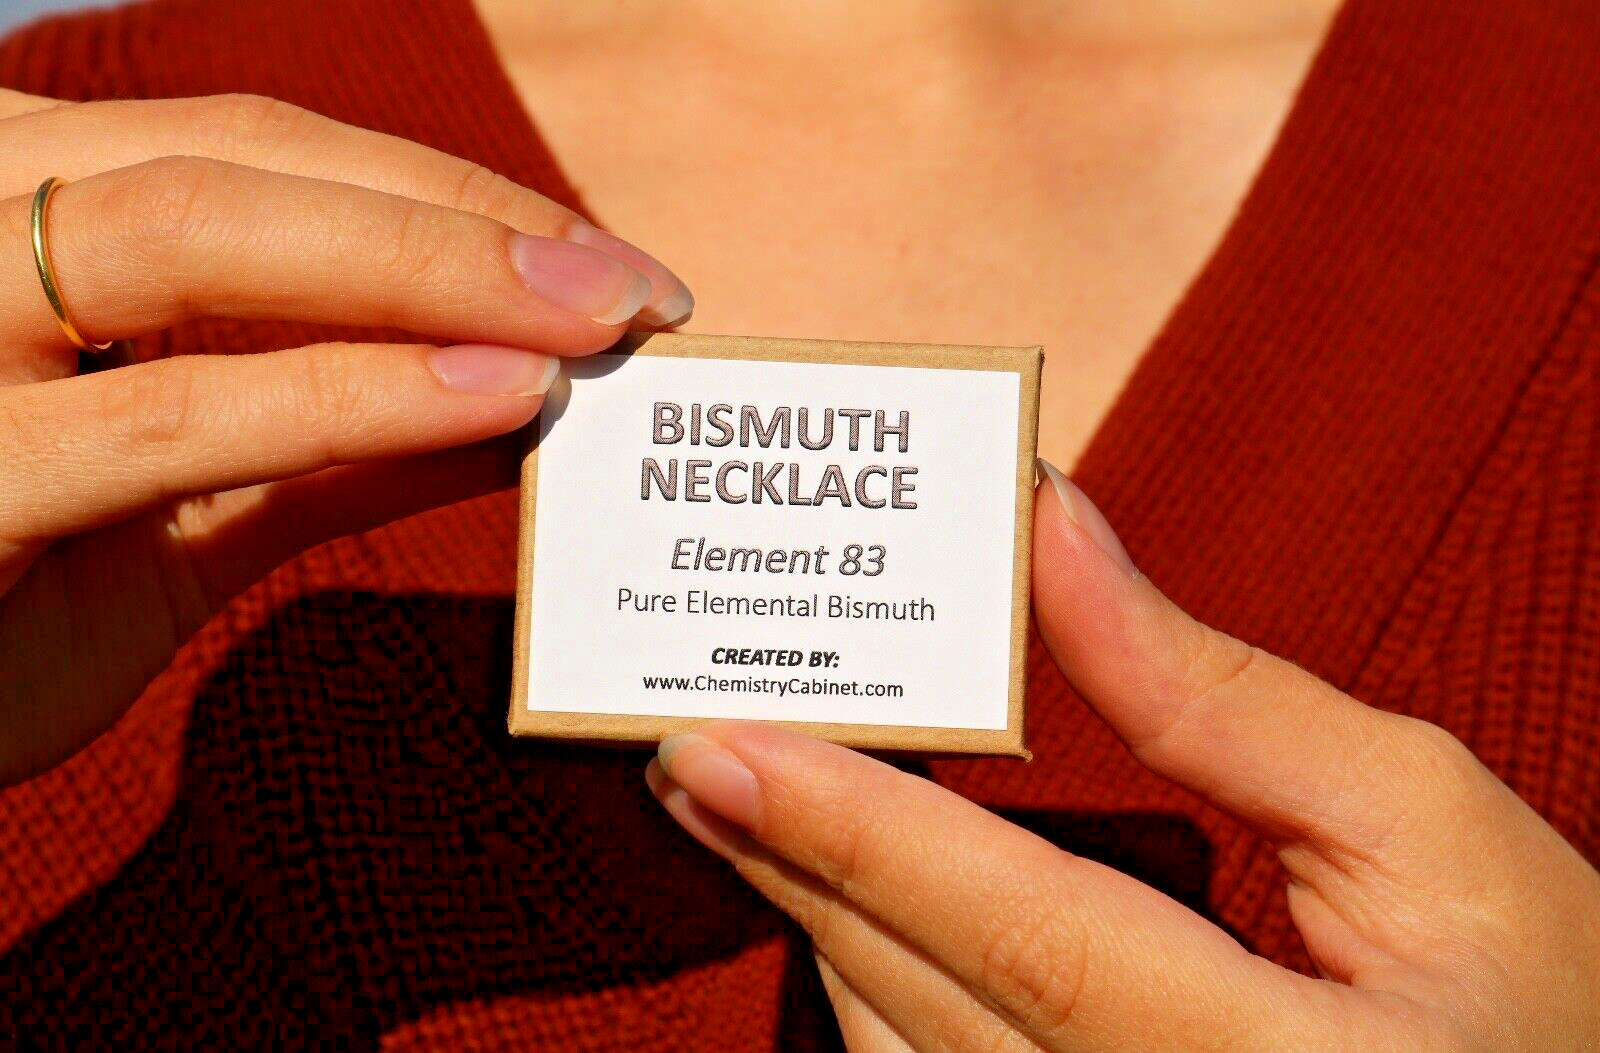 BISMUTH
NECKLACE
Element 83
Pure Elemental Bismuth
CREATED BY:
www.ChemistryCabinet.com